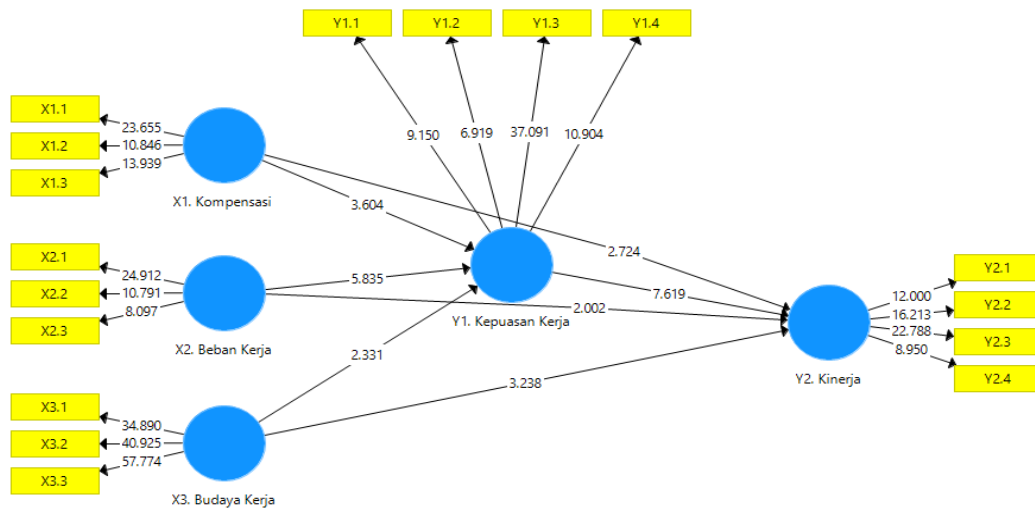 Y1.1
Y1.2
Y1.3
Y1.4
9.150
6.919
37.091
10.904
X1.1
X1.2
X1.3
23.655
10.846
13.939
X1. Kompensasi
3.604
2.724
X2.1
X2.2
X2.3
24.912
10.791
8.097
X2. Beban Kerja
5.835
2.002
Y1. Kepuasan Kerja
7.619
2.331
3.238
Y2.1
Y2.2
Y2.3
Y2.4
12.000
16.213
22.788
8.950
Y2. Kinerja
X3.1
X3.2
X3.3
34.890
40.925
57.774
X3. Budaya Kerja